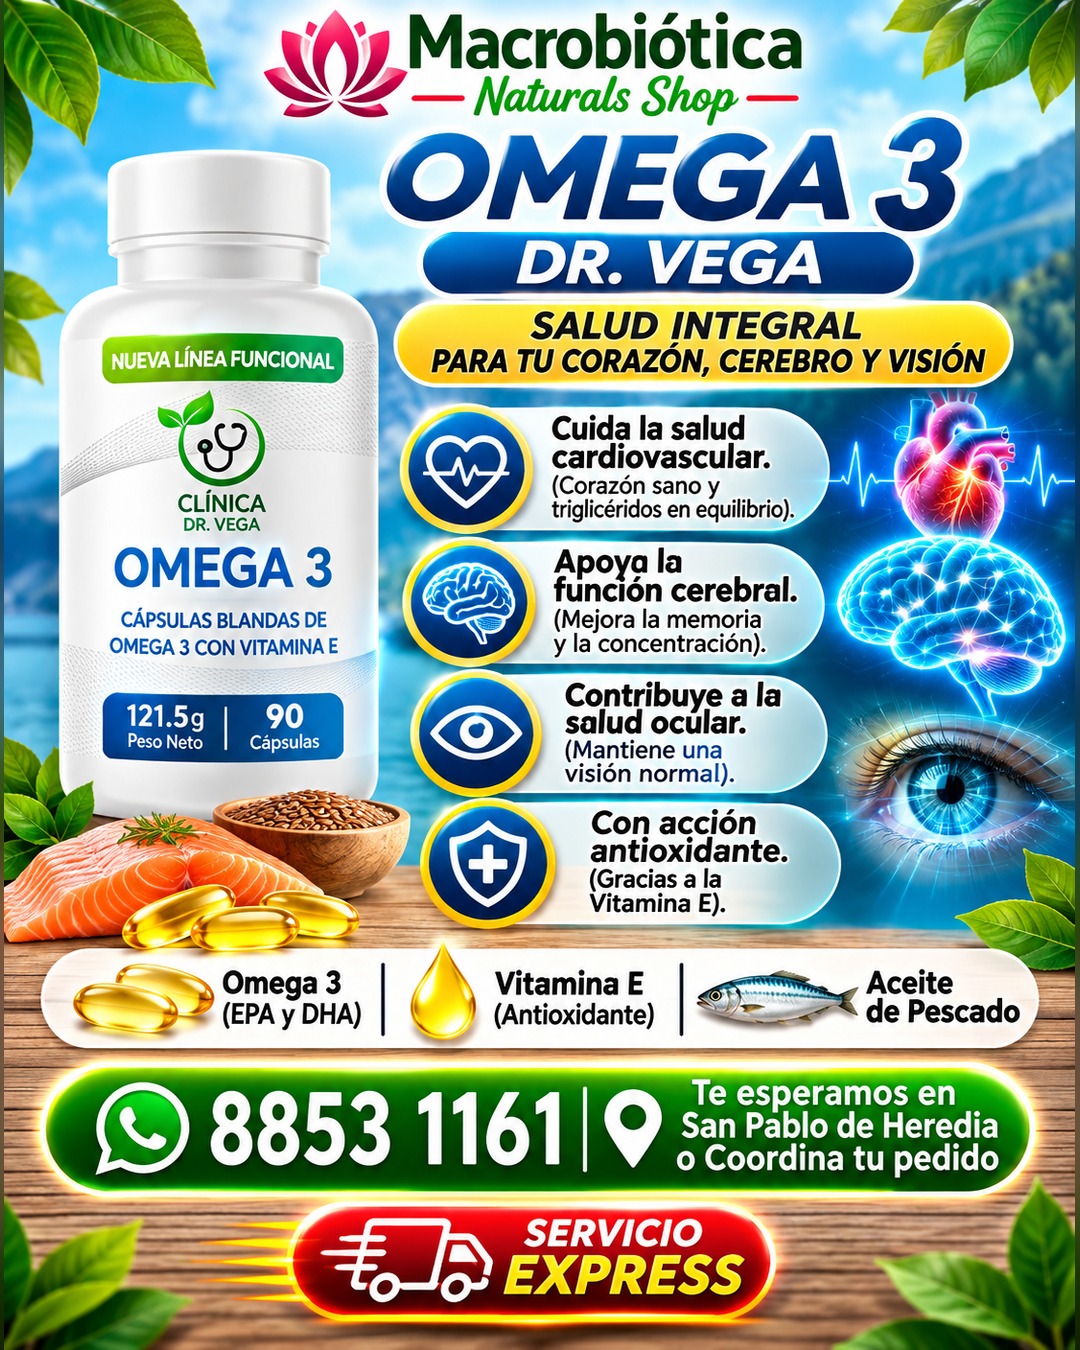 Macrobiótica
Naturals Shop
OMEGA 3
DR. VEGA
SALUD INTEGRAL
PARA TU CORAZÓN, CEREBRO Y VISIÓN
NUEVA LÍNEA FUNCIONAL
CLÍNICA
DR. VEGA
OMEGA 3
CÁPSULAS BLANDAS DE
OMEGA 3 CON VITAMINA E
121.5g
Peso Neto
90
Cápsulas
Cuida la salud
cardiovascular.
(Corazón sano y
triglicéridos en equilibrio).
Apoya la
función cerebral.
(Mejora la memoria
y la concentración).
Contribuye a la
salud ocular.
(Mantiene una
visión normal).
Con acción
antioxidante.
(Gracias a la
Vitamina E).
Omega 3
(EPA y DHA)
Vitamina E
(Antioxidante)
Aceite
de Pescado
8853 1161
Te esperamos en
San Pablo de Heredia
o Coordina tu pedido
SERVICIO
EXPRESS